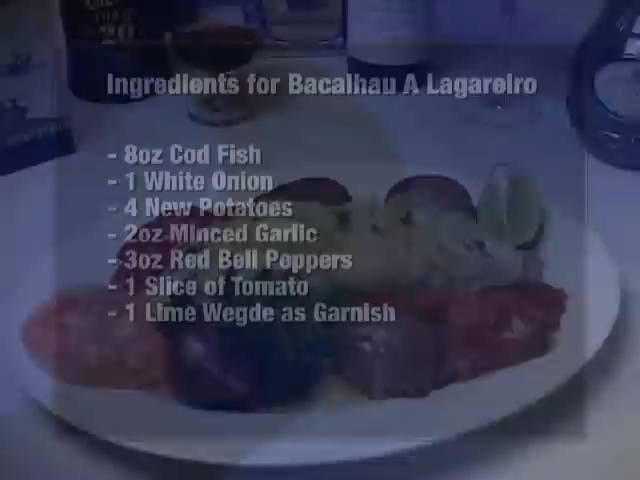 20
Ingredients for Bacalhau A Lagareiro
- 8oz Cod Fish
- 1 White Onion
- 4 New Potatoes
- 2oz Minced Garlic
- 3oz Red Bell Peppers
- 1 Slice of Tomato
- 1 Lime Wegde as Garnish